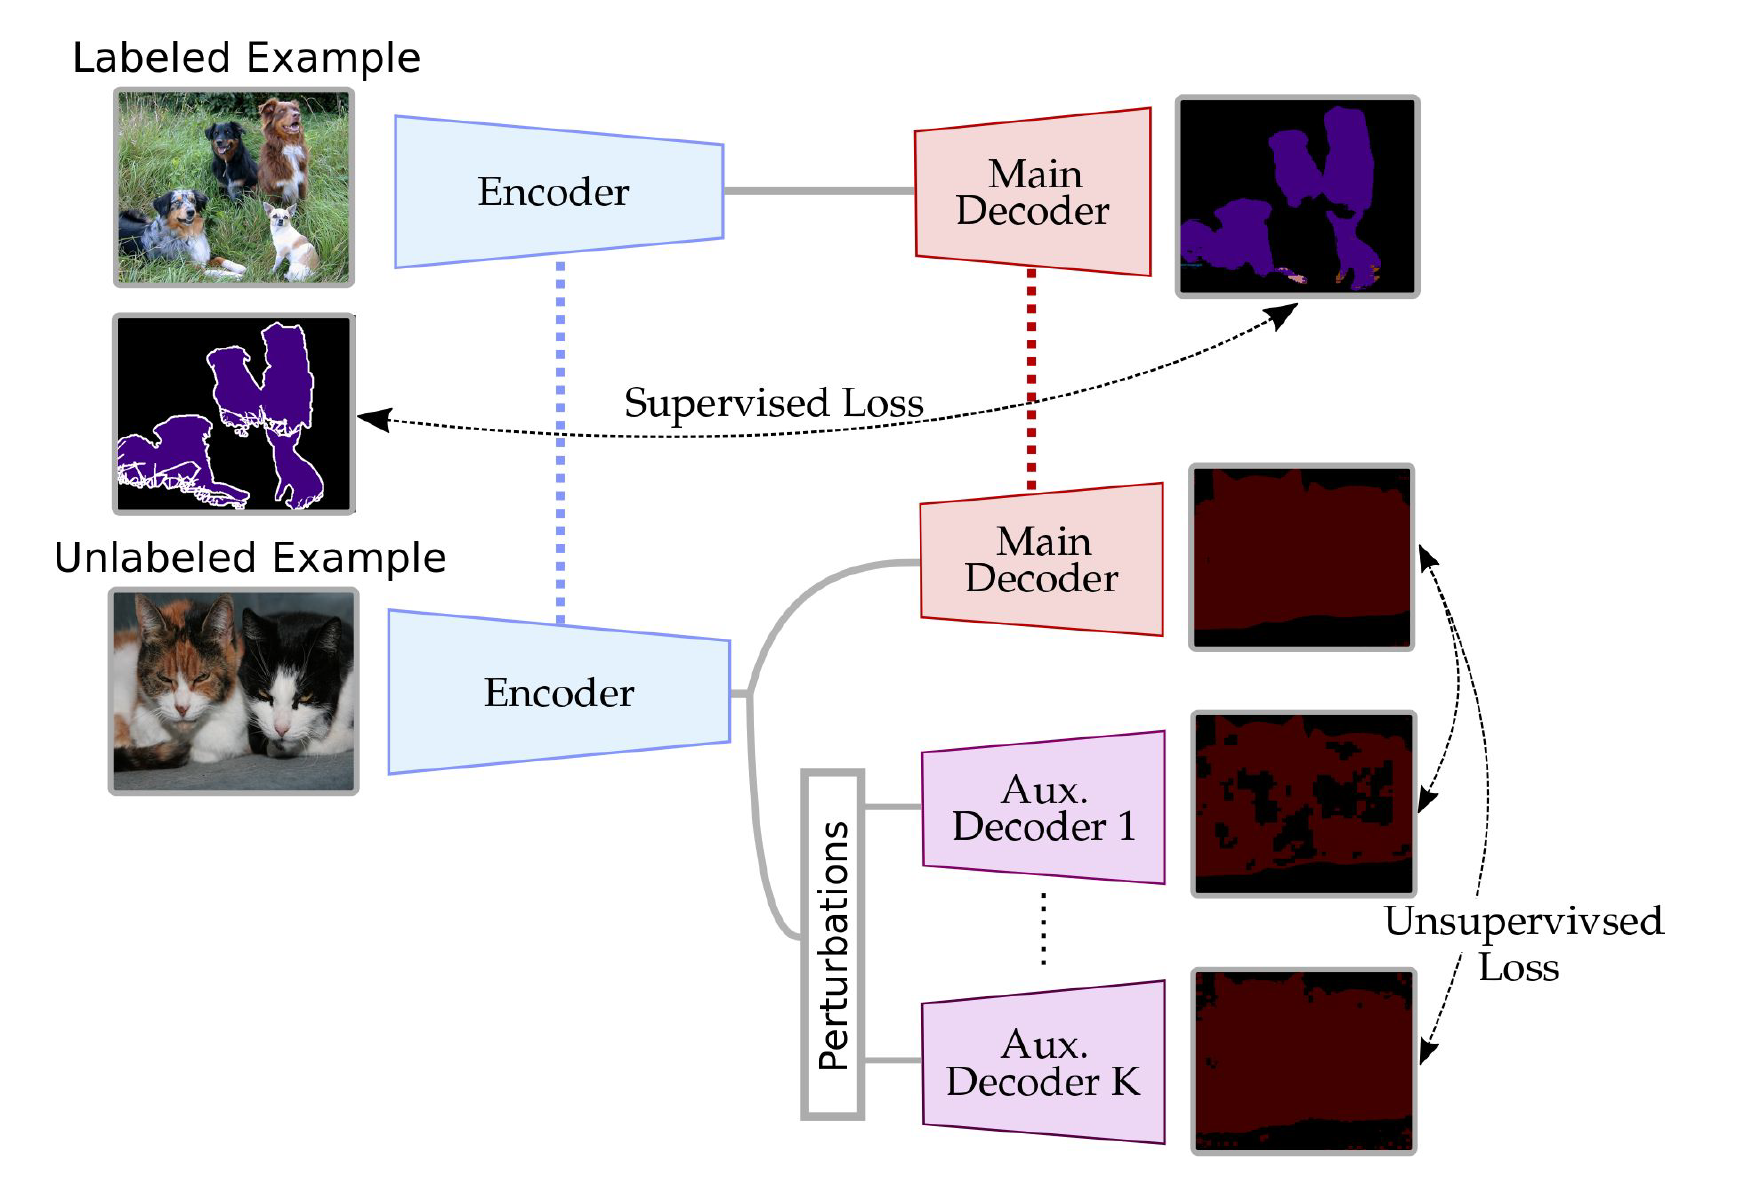 Labeled Example
Encoder
Main
Decoder
Supervised Loss
Unlabeled Example
Encoder
Main
Decoder
Perturbations
Aux.
Decoder 1
Unsupervivsed
Loss
Aux.
Decoder K